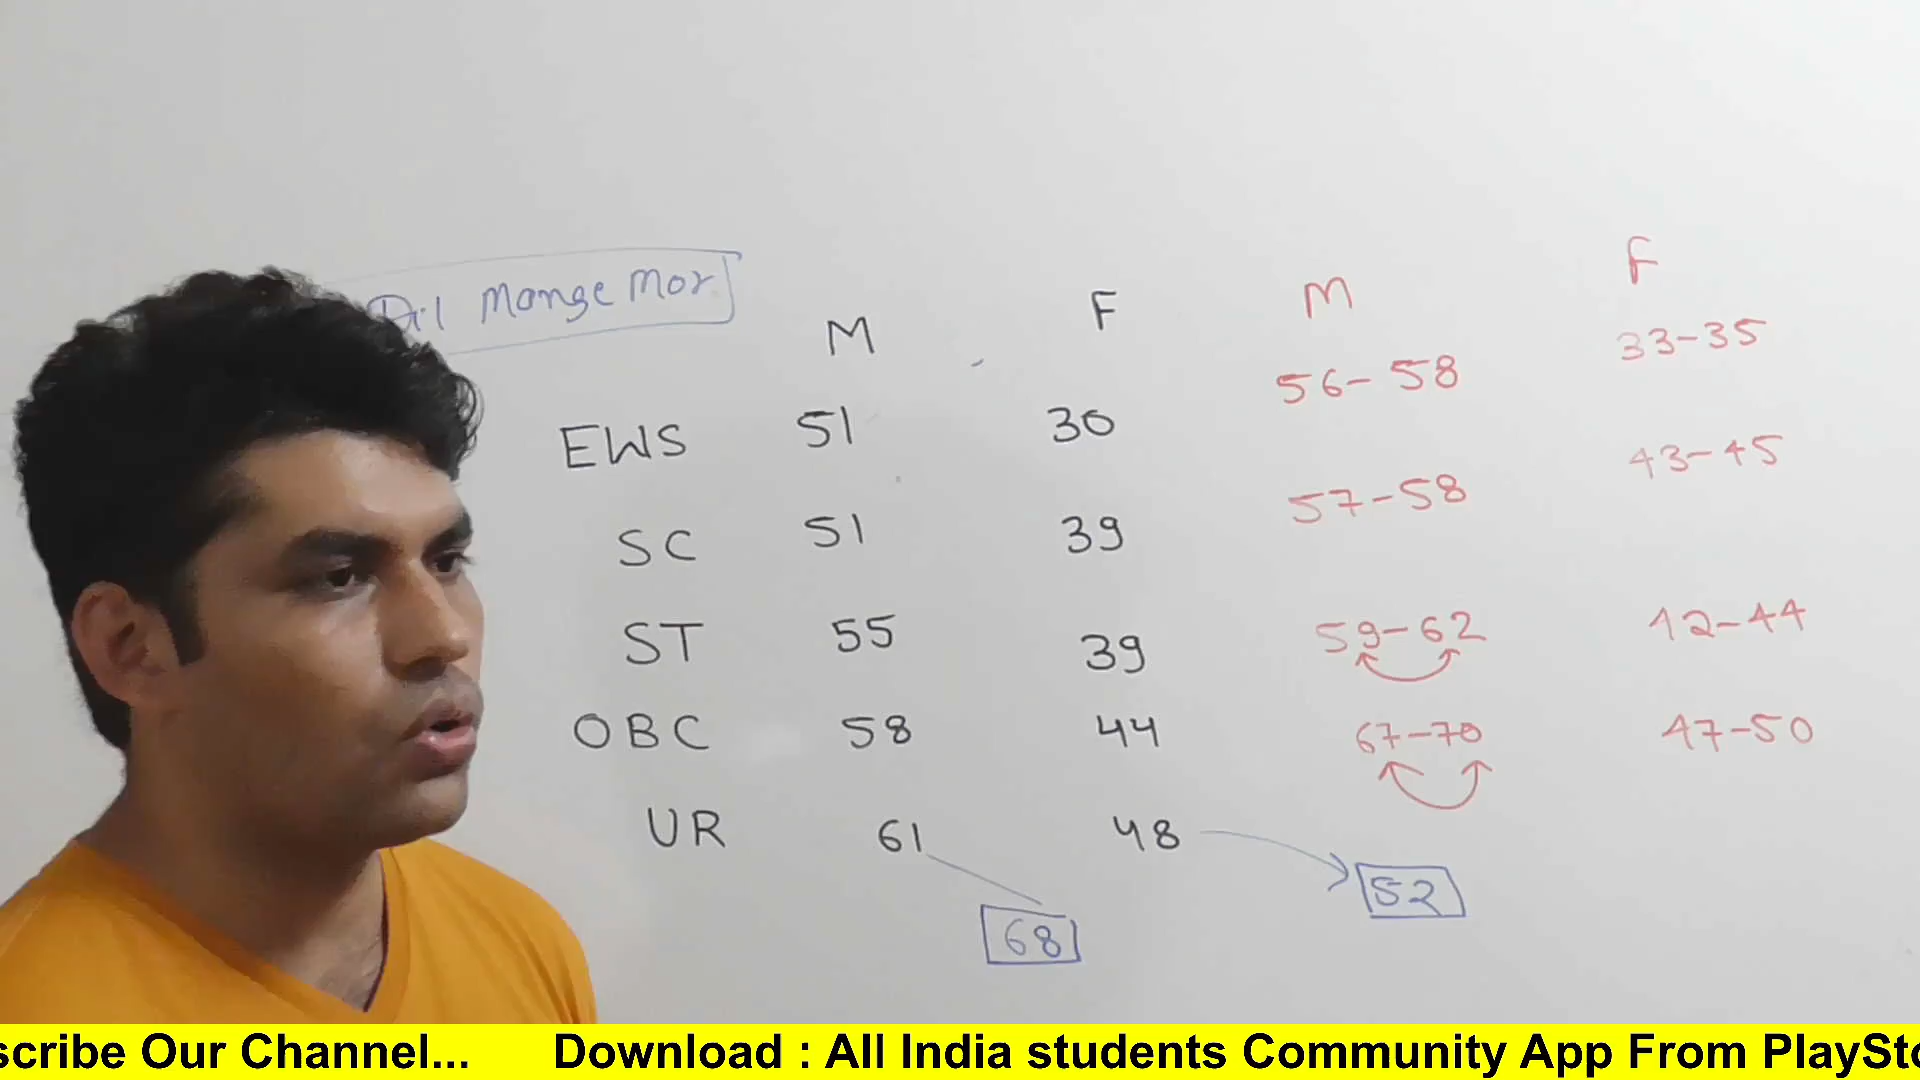 Dil Mange Mor
M F M F
EWS 51 30 56-58 33-35
SC 51 39 57-58 43-45
ST 55 39 59-62 42-44
OBC 58 44 67-70 47-50
UR 61 48 52
68
scribe Our Channel... Download : All India students Community App From PlaySto